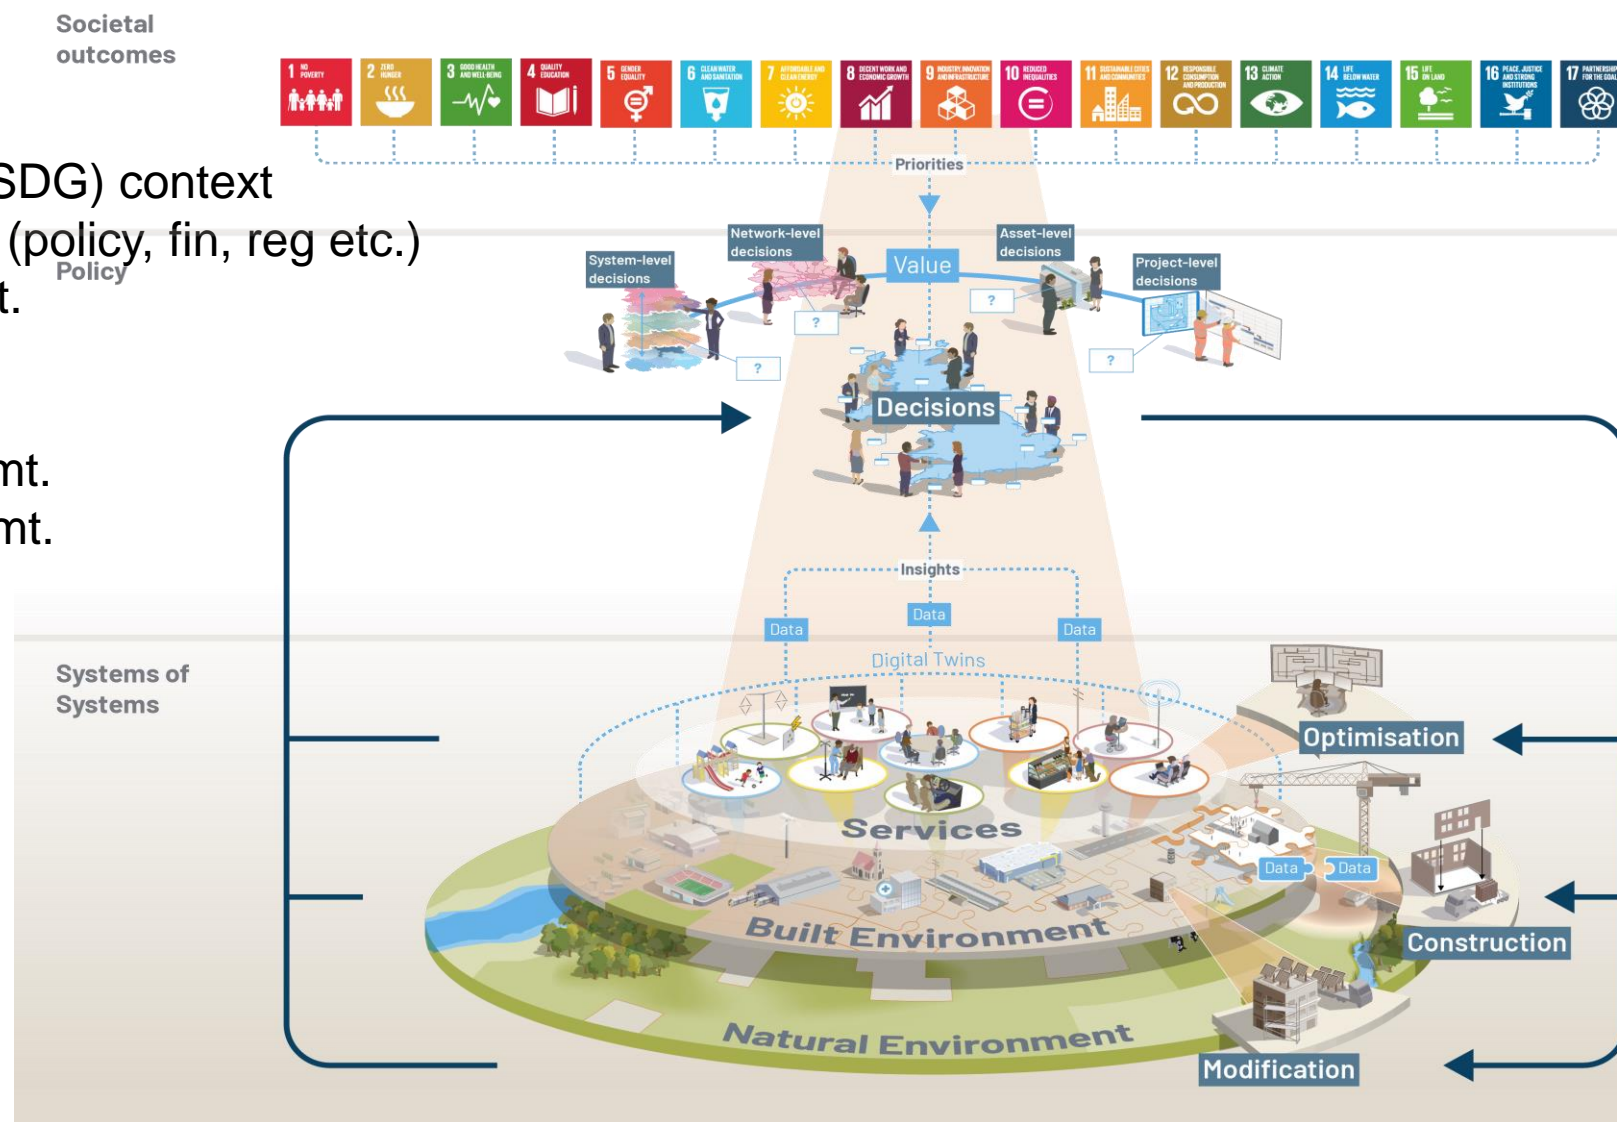 Societal
outcomes
1 NO
POVERTY
2 ZERO
HUNGER
3 GOOD HEALTH
AND WELL-BEING
4 QUALITY
EDUCATION
5 GENDER
EQUALITY
6 CLEAN WATER
AND SANITATION
7 AFFORDABLE AND
CLEAN ENERGY
8 DECENT WORK AND
ECONOMIC GROWTH
9 INDUSTRY, INNOVATION
AND INFRASTRUCTURE
10 REDUCED
INEQUALITIES
11 SUSTAINABLE CITIES
AND COMMUNITIES
12 RESPONSIBLE
CONSUMPTION
AND PRODUCTION
13 CLIMATE
ACTION
14 LIFE
BELOW WATER
15 LIFE
ON LAND
16 PEACE, JUSTICE
AND STRONG
INSTITUTIONS
17 PARTNERSHIP
FOR THE GOAL
Priorities
SDG) context
(policy, fin, reg etc.)
Policy
t.
mt.
mt.
System-level
decisions
Network-level
decisions
Value
Asset-level
decisions
Project-level
decisions
?
?
?
?
Decisions
Insights
Data
Data
Data
Digital Twins
Systems of
Systems
Optimisation
Services
Data
Data
Built Environment
Construction
Natural Environment
Modification